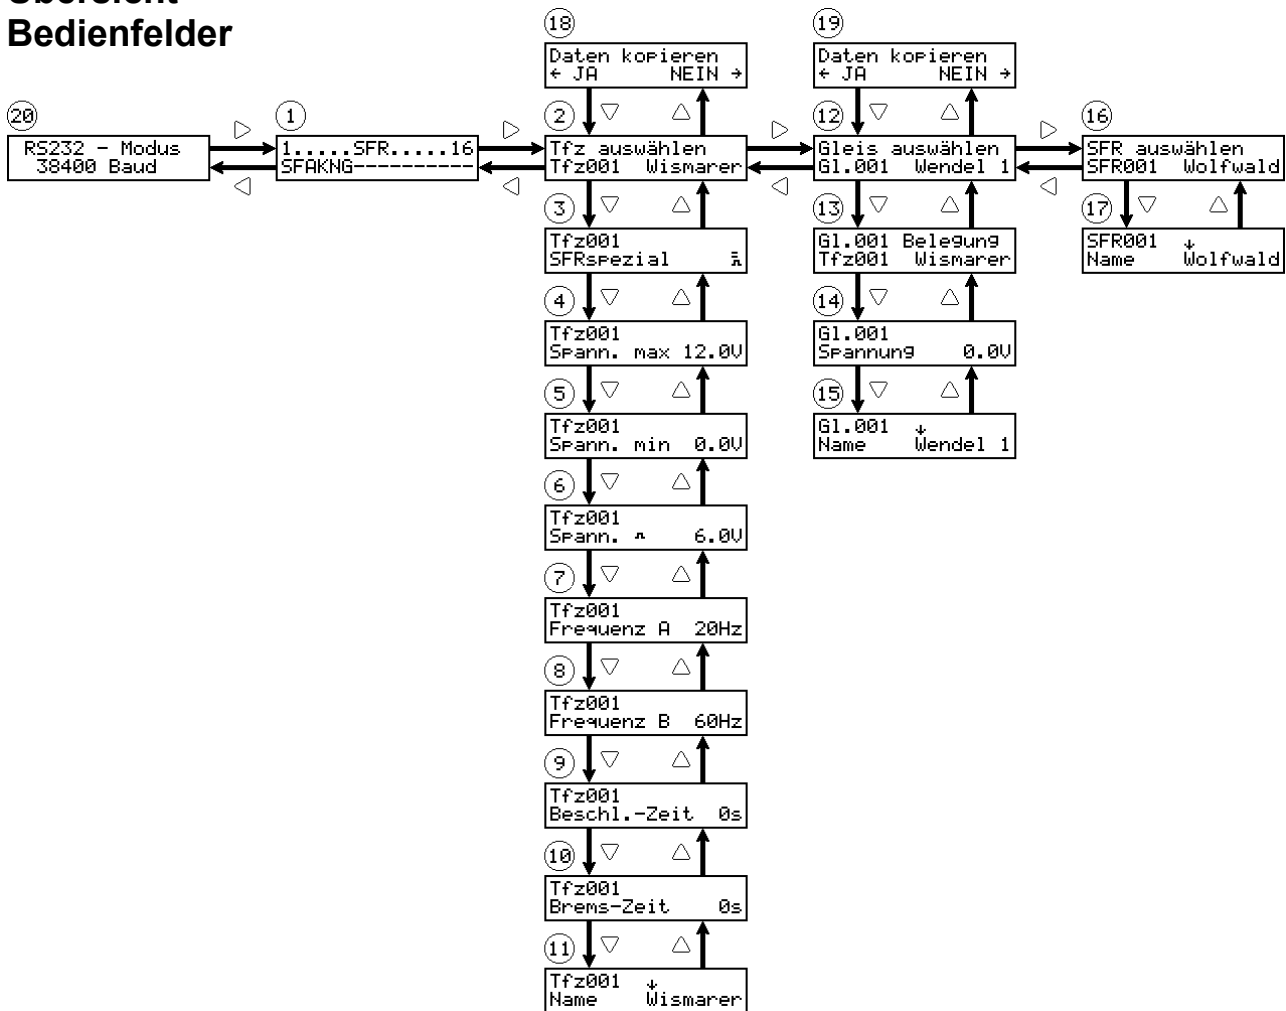 Übersicht
Bedienfelder
20
RS232 - Modus
38400 Baud
1
1.....SFR.....16
SFAKNG----------
18
Daten kopieren
← JA NEIN →
2
Tfz auswählen
Tfz001 Wismarer
3
Tfz001
SFRspezial
4
Tfz001
Spann. max 12.0V
5
Tfz001
Spann. min 0.0V
6
Tfz001
Spann. 6.0V
7
Tfz001
Frequenz A 20Hz
8
Tfz001
Frequenz B 60Hz
9
Tfz001
Beschl.-Zeit 0s
10
Tfz001
Brems-Zeit 0s
11
Tfz001 ↓
Name Wismarer
19
Daten kopieren
← JA NEIN →
12
Gleis auswählen
Gl.001 Wendel 1
13
Gl.001 Belegung
Tfz001 Wismarer
14
Gl.001
Spannung 0.0V
15
Gl.001 ↓
Name Wendel 1
16
SFR auswählen
SFR001 Wolfwald
17
SFR001 ↓
Name Wolfwald